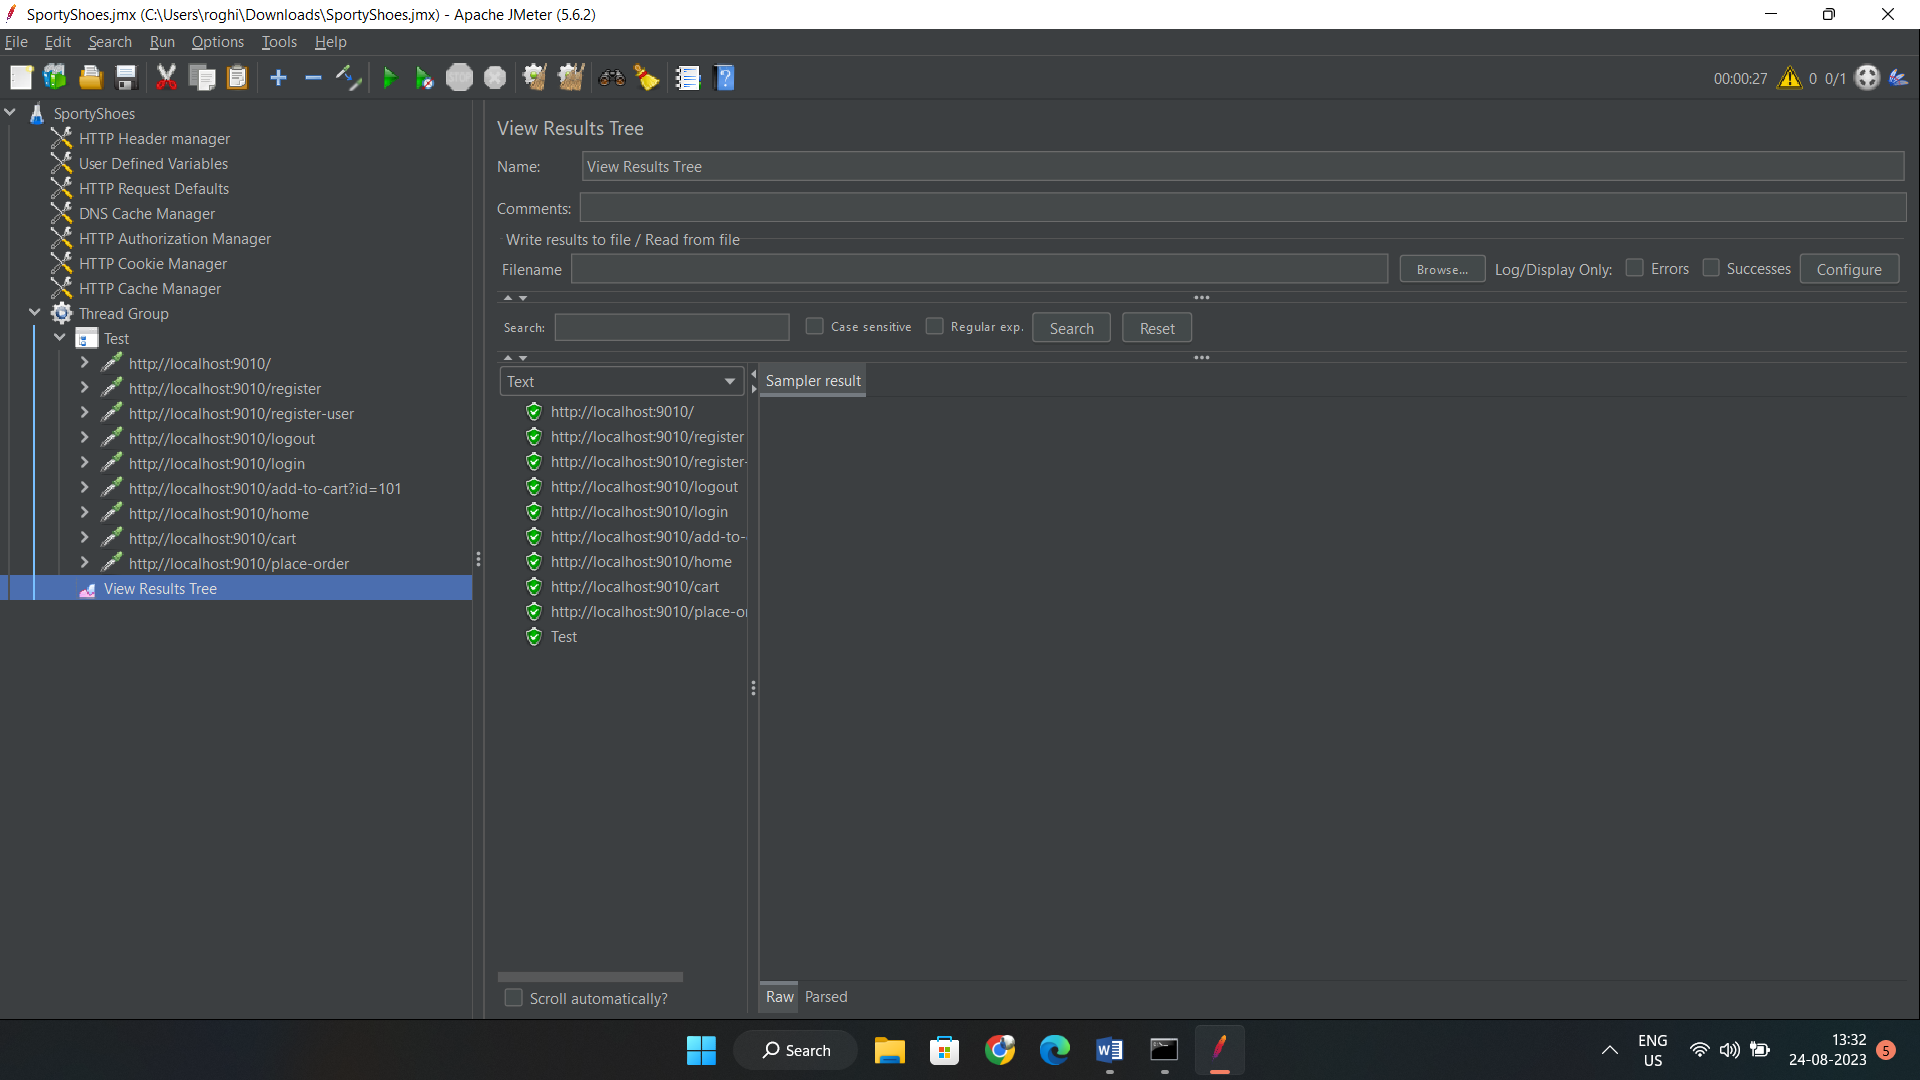 SportyShoes.jmx (C:\Users\roghi\Downloads\SportyShoes.jmx) - Apache JMeter (5.6.2)
File Edit Search Run Options Tools Help
STOP
00:00:27 0 0/1
SportyShoes
HTTP Header manager
User Defined Variables
HTTP Request Defaults
DNS Cache Manager
HTTP Authorization Manager
HTTP Cookie Manager
HTTP Cache Manager
Thread Group
Test
http://localhost:9010/
http://localhost:9010/register
http://localhost:9010/register-user
http://localhost:9010/logout
http://localhost:9010/login
http://localhost:9010/add-to-cart?id=101
http://localhost:9010/home
http://localhost:9010/cart
http://localhost:9010/place-order
View Results Tree
View Results Tree
Name: View Results Tree
Comments:
Write results to file / Read from file
Filename Browse... Log/Display Only: Errors Successes Configure
Search: Case sensitive Regular exp. Search Reset
Text
Sampler result
http://localhost:9010/
http://localhost:9010/register
http://localhost:9010/register-
http://localhost:9010/logout
http://localhost:9010/login
http://localhost:9010/add-to-
http://localhost:9010/home
http://localhost:9010/cart
http://localhost:9010/place-or
Test
Scroll automatically?
Raw Parsed
Search
ENG
US
13:32
24-08-2023
5